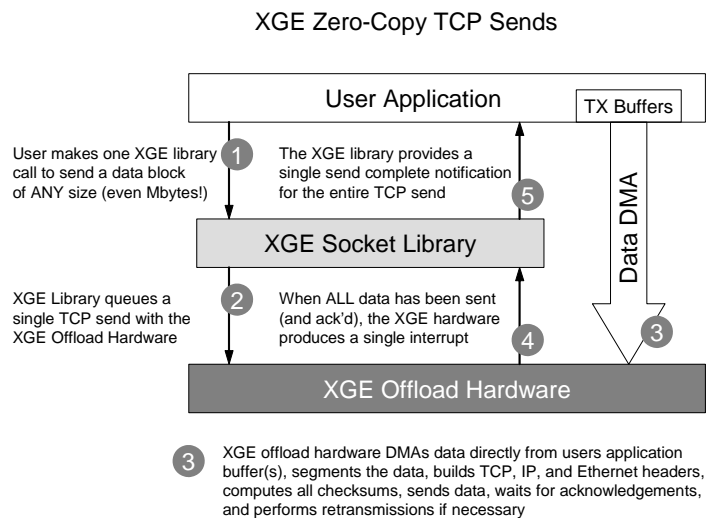 XGE Zero-Copy TCP Sends
User Application
TX Buffers
User makes one XGE library
call to send a data block
of ANY size (even Mbytes!)
1
The XGE library provides a
single send complete notification
for the entire TCP send
5
Data DMA
XGE Socket Library
XGE Library queues a
single TCP send with the
XGE Offload Hardware
2
When ALL data has been sent
(and ack'd), the XGE hardware
produces a single interrupt
4
3
XGE Offload Hardware
3
XGE offload hardware DMAs data directly from users application
buffer(s), segments the data, builds TCP, IP, and Ethernet headers,
computes all checksums, sends data, waits for acknowledgements,
and performs retransmissions if necessary